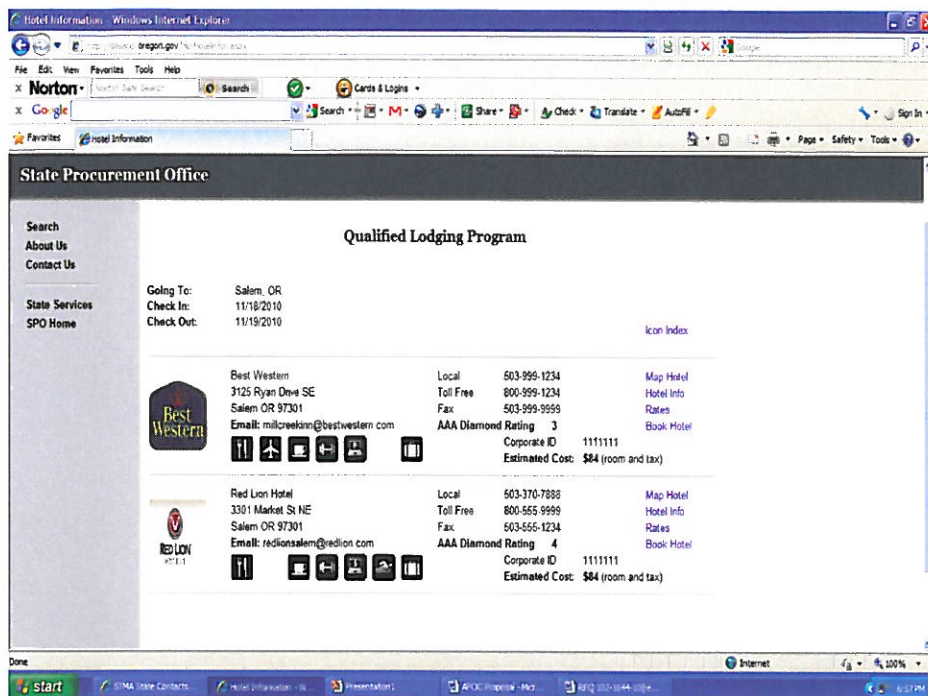 Hotel Information - Windows Internet Explorer
oregon.gov
File Edit View Favorites Tools Help
x Norton Search Cards & Logins
x Google Search Share Check Translate AutoFill Sign In
Favorites Hotel Information Page Safety Tools
State Procurement Office
Search
About Us
Contact Us
State Services
SPO Home
Qualified Lodging Program
Going To: Salem, OR
Check In: 11/18/2010
Check Out: 11/19/2010
Icon Index
Best Western
Best Western Local 503-999-1234 Map Hotel
3125 Ryan Drive SE Toll Free 800-999-1234 Hotel Info
Salem OR 97301 Fax 503-999-9999 Rates
Email: millcreekinn@bestwestern com AAA Diamond Rating 3 Book Hotel
Corporate ID 1111111
Estimated Cost: $84 (room and tax)
RED LION
Red Lion Hotel Local 503-370-7888 Map Hotel
3301 Market St NE Toll Free 800-555-9999 Hotel Info
Salem OR 97301 Fax 503-555-1234 Rates
Email: redlionsalem@redlion com AAA Diamond Rating 4 Book Hotel
Corporate ID 1111111
Estimated Cost: $84 (room and tax)
Done Internet 100%
start STMA State Contacts Hotel Information - W... Presentation1 6:37 PM